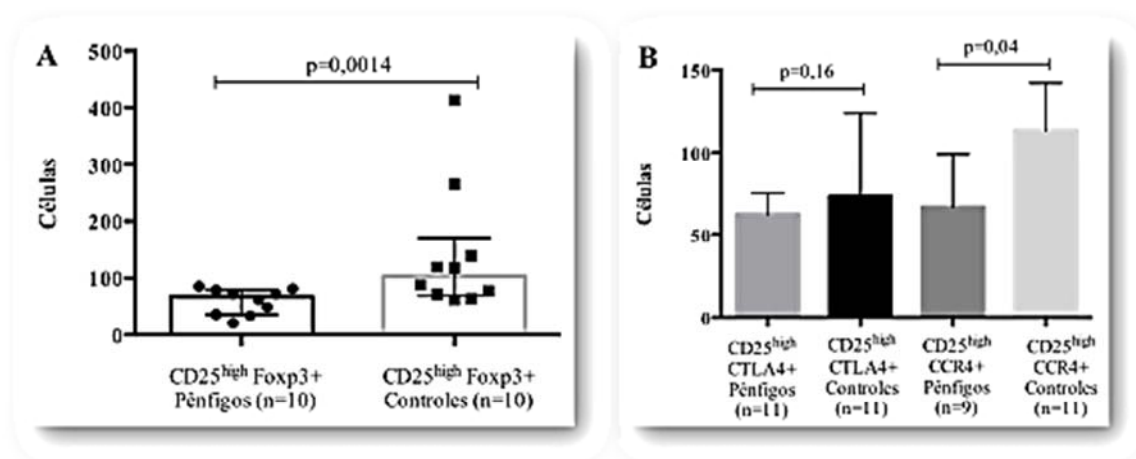 A
p=0,0014
Células
500
400
300
200
100
0
CD25high Foxp3+
Pênfigos (n=10)
CD25high Foxp3+
Controles (n=10)
B
p=0,16
p=0,04
Células
150
100
50
0
CD25high
CTLA4+
Pênfigos
(n=11)
CD25high
CTLA4+
Controles
(n=11)
CD25high
CCR4+
Pênfigos
(n=9)
CD25high
CCR4+
Controles
(n=11)